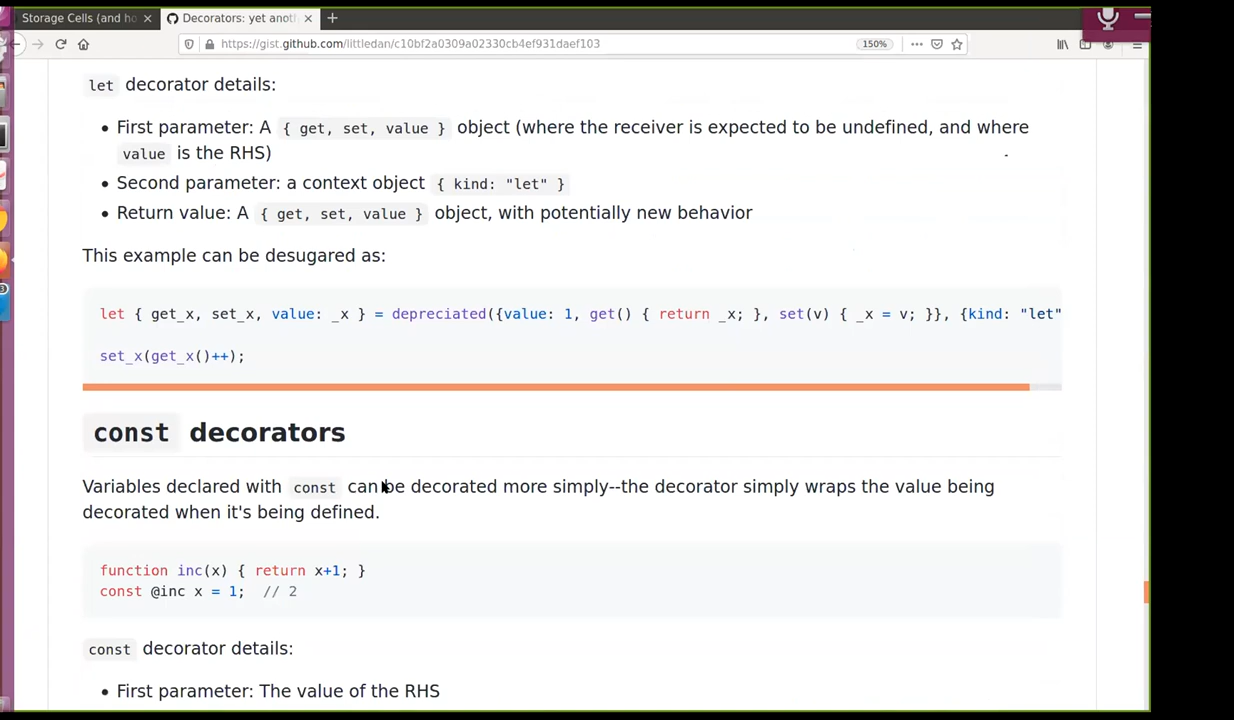 Storage Cells (and ho
Decorators: yet anoth
https://gist.github.com/littledan/c10bf2a0309a02330cb4ef931daef103
150%
let decorator details:
• First parameter: A { get, set, value } object (where the receiver is expected to be undefined, and where
value is the RHS)
• Second parameter: a context object { kind: "let" }
• Return value: A { get, set, value } object, with potentially new behavior
This example can be desugared as:
let { get_x, set_x, value: _x } = depreciated({value: 1, get() { return _x; }, set(v) { _x = v; }}, {kind: "let"
set_x(get_x()++);
const decorators
Variables declared with const can be decorated more simply--the decorator simply wraps the value being
decorated when it's being defined.
function inc(x) { return x+1; }
const @inc x = 1; // 2
const decorator details:
• First parameter: The value of the RHS